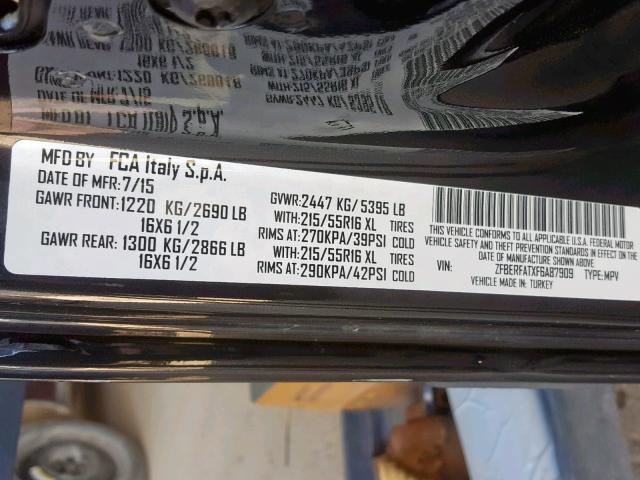 MFD BY FCA Italy S.p.A.
DATE OF MFR:7/15
GAWR FRONT:1220 KG/2690 LB
16X6 1/2
GAWR REAR: 1300 KG/2866 LB
16X6 1/2
GVWR:2447 KG/ 5395 LB
WITH:215/55R16 XL TIRES
RIMS AT:270KPA/39PSI COLD
WITH:215/55R16 XL TIRES
RIMS AT:290KPA/42PSI COLD
THIS VEHICLE CONFORMS TO ALL APPLICABLE U.S.A. FEDERAL MOTOR
VEHICLE SAFETY AND THEFT PREVENTION STANDARDS IN EFFECT ON THE
DATE OF MANUFACTURE SHOWN ABOVE.
VIN: ZFBERFATXF6A87909 TYPE:MPV
VEHICLE MADE IN: TURKEY